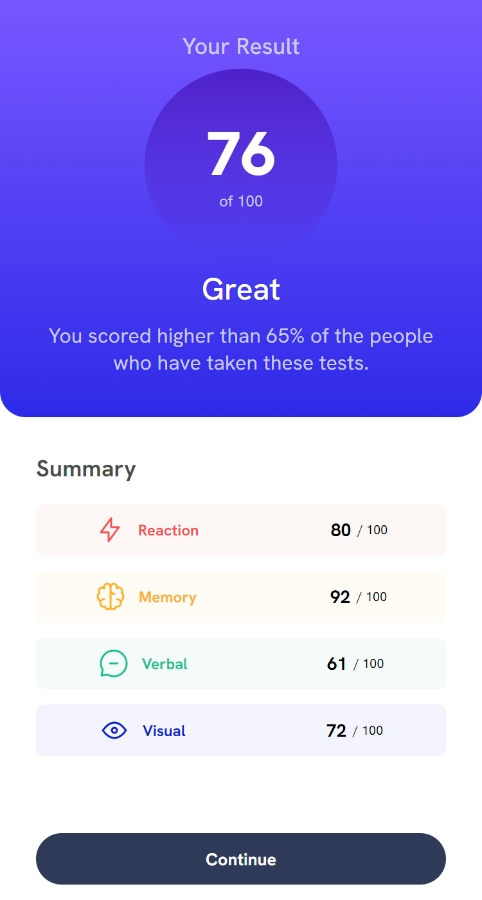 Your Result
76
of 100
Great
You scored higher than 65% of the people
who have taken these tests.
Summary
Reaction 80 / 100
Memory 92 / 100
Verbal 61 / 100
Visual 72 / 100
Continue